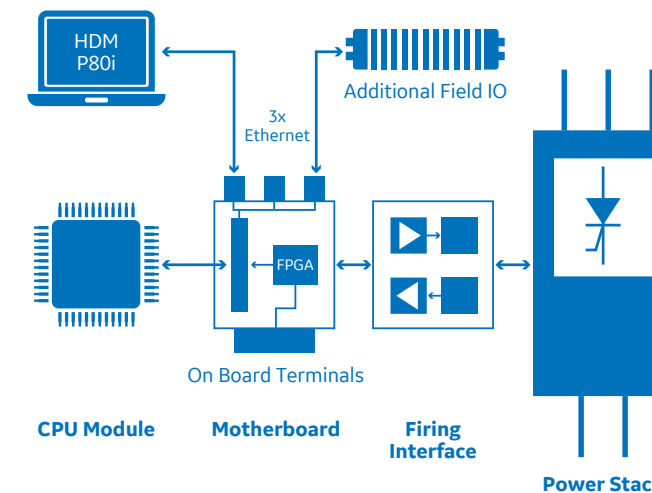 HDM
P80i
Additional Field IO
3x
Ethernet
FPGA
On Board Terminals
CPU Module
Motherboard
Firing
Interface
Power Stac